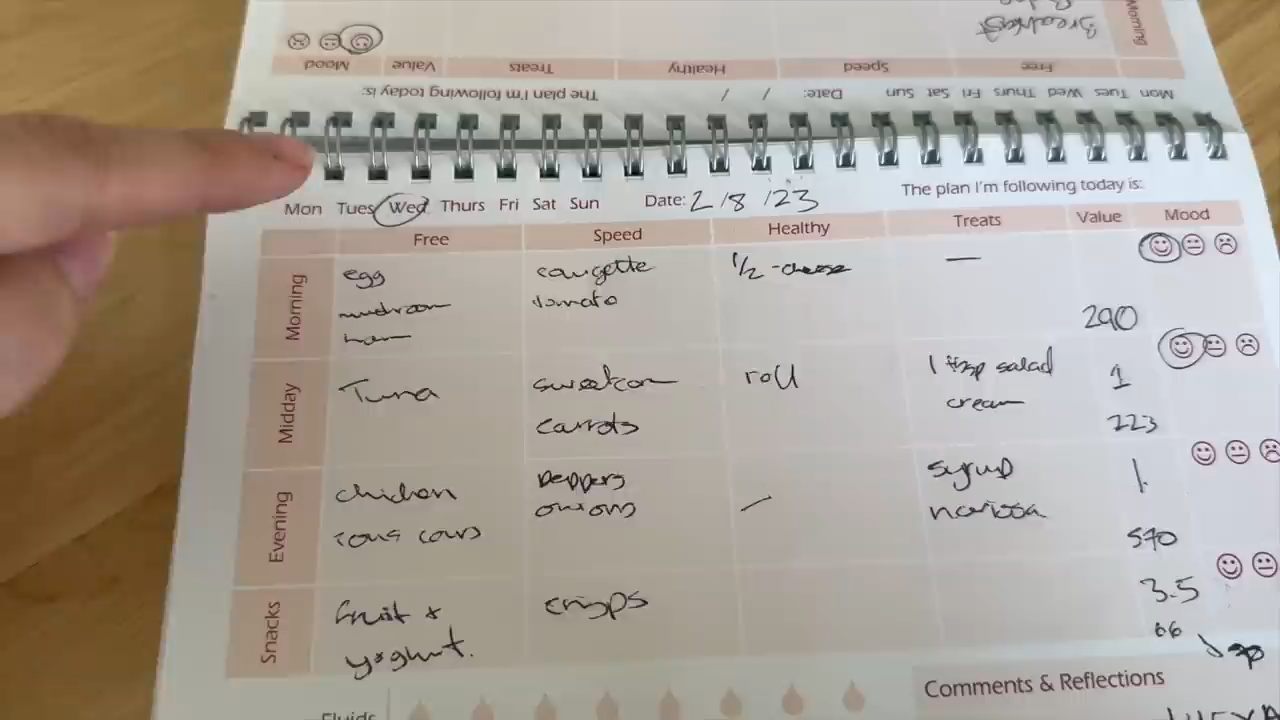 Morning
Breakfast
Free Speed Healthy Treats Value Mood
Mon Tues Wed Thurs Fri Sat Sun Date: / / The plan I'm following today is:
Mon Tues Wed Thurs Fri Sat Sun Date: 2/8/23 The plan I'm following today is:
Free Speed Healthy Treats Value Mood
Morning
egg
mushroom
ham
courgette
tomato
1/2 - cheese
—
290
Midday
Tuna
sweetcorn
carrots
roll
1 tbsp salad
cream
1
223
Evening
chicken
cous cous
peppers
onions
syrup
harissa
1.
570
Snacks
fruit +
yoghurt.
crisps
3.5
66
Fluids
Comments & Reflections